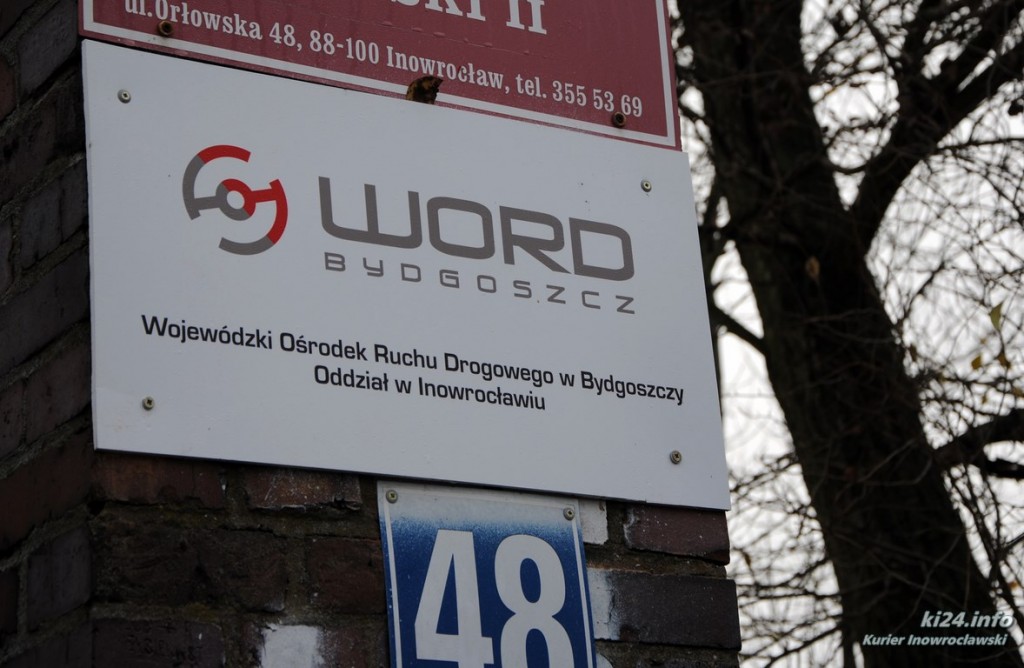 II
ul.Orłowska 48, 88-100 Inowrocław, tel. 355 53 69
WORD
BYDGOSZCZ
Wojewódzki Ośrodek Ruchu Drogowego w Bydgoszczy
Oddział w Inowrocławiu
48
ki24.info
Kurier Inowrocławski